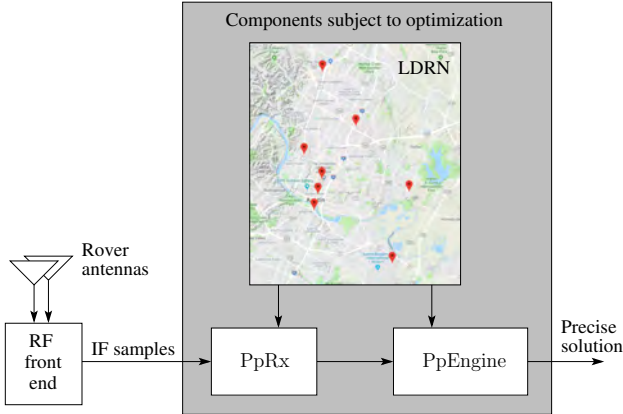 Components subject to optimization
LDRN
Rover
antennas
RF
front
end
IF samples
PpRx
PpEngine
Precise
solution